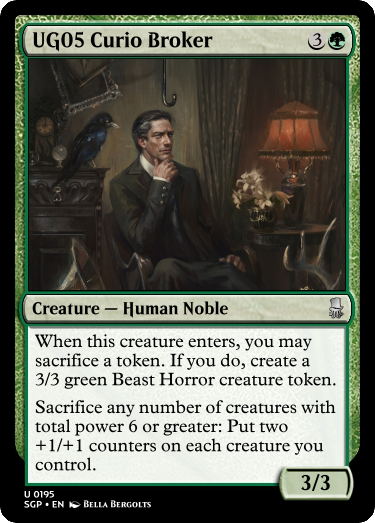 UG05 Curio Broker 3
Creature — Human Noble
When this creature enters, you may
sacrifice a token. If you do, create a
3/3 green Beast Horror creature token.
Sacrifice any number of creatures with
total power 6 or greater: Put two
+1/+1 counters on each creature you
control.
3/3
U 0195
SGP • EN Bella Bergolts